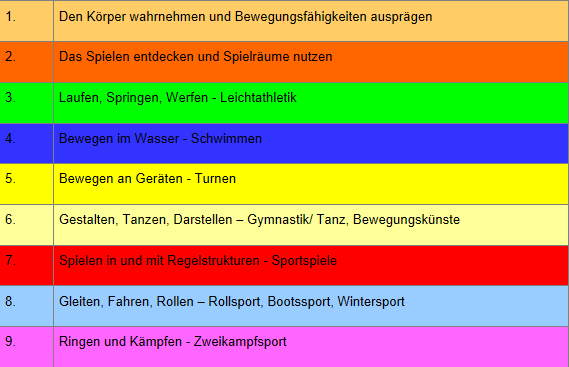 1. Den Körper wahrnehmen und Bewegungsfähigkeiten ausprägen
2. Das Spielen entdecken und Spielräume nutzen
3. Laufen, Springen, Werfen - Leichtathletik
4. Bewegen im Wasser - Schwimmen
5. Bewegen an Geräten - Turnen
6. Gestalten, Tanzen, Darstellen – Gymnastik/ Tanz, Bewegungskünste
7. Spielen in und mit Regelstrukturen - Sportspiele
8. Gleiten, Fahren, Rollen – Rollsport, Bootssport, Wintersport
9. Ringen und Kämpfen - Zweikampfsport